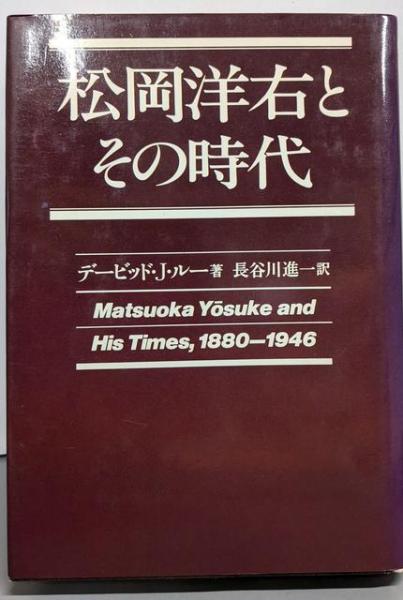 松岡洋右と
その時代
デービッド・J・ルー著 長谷川進一訳
Matsuoka Yōsuke and
His Times, 1880—1946